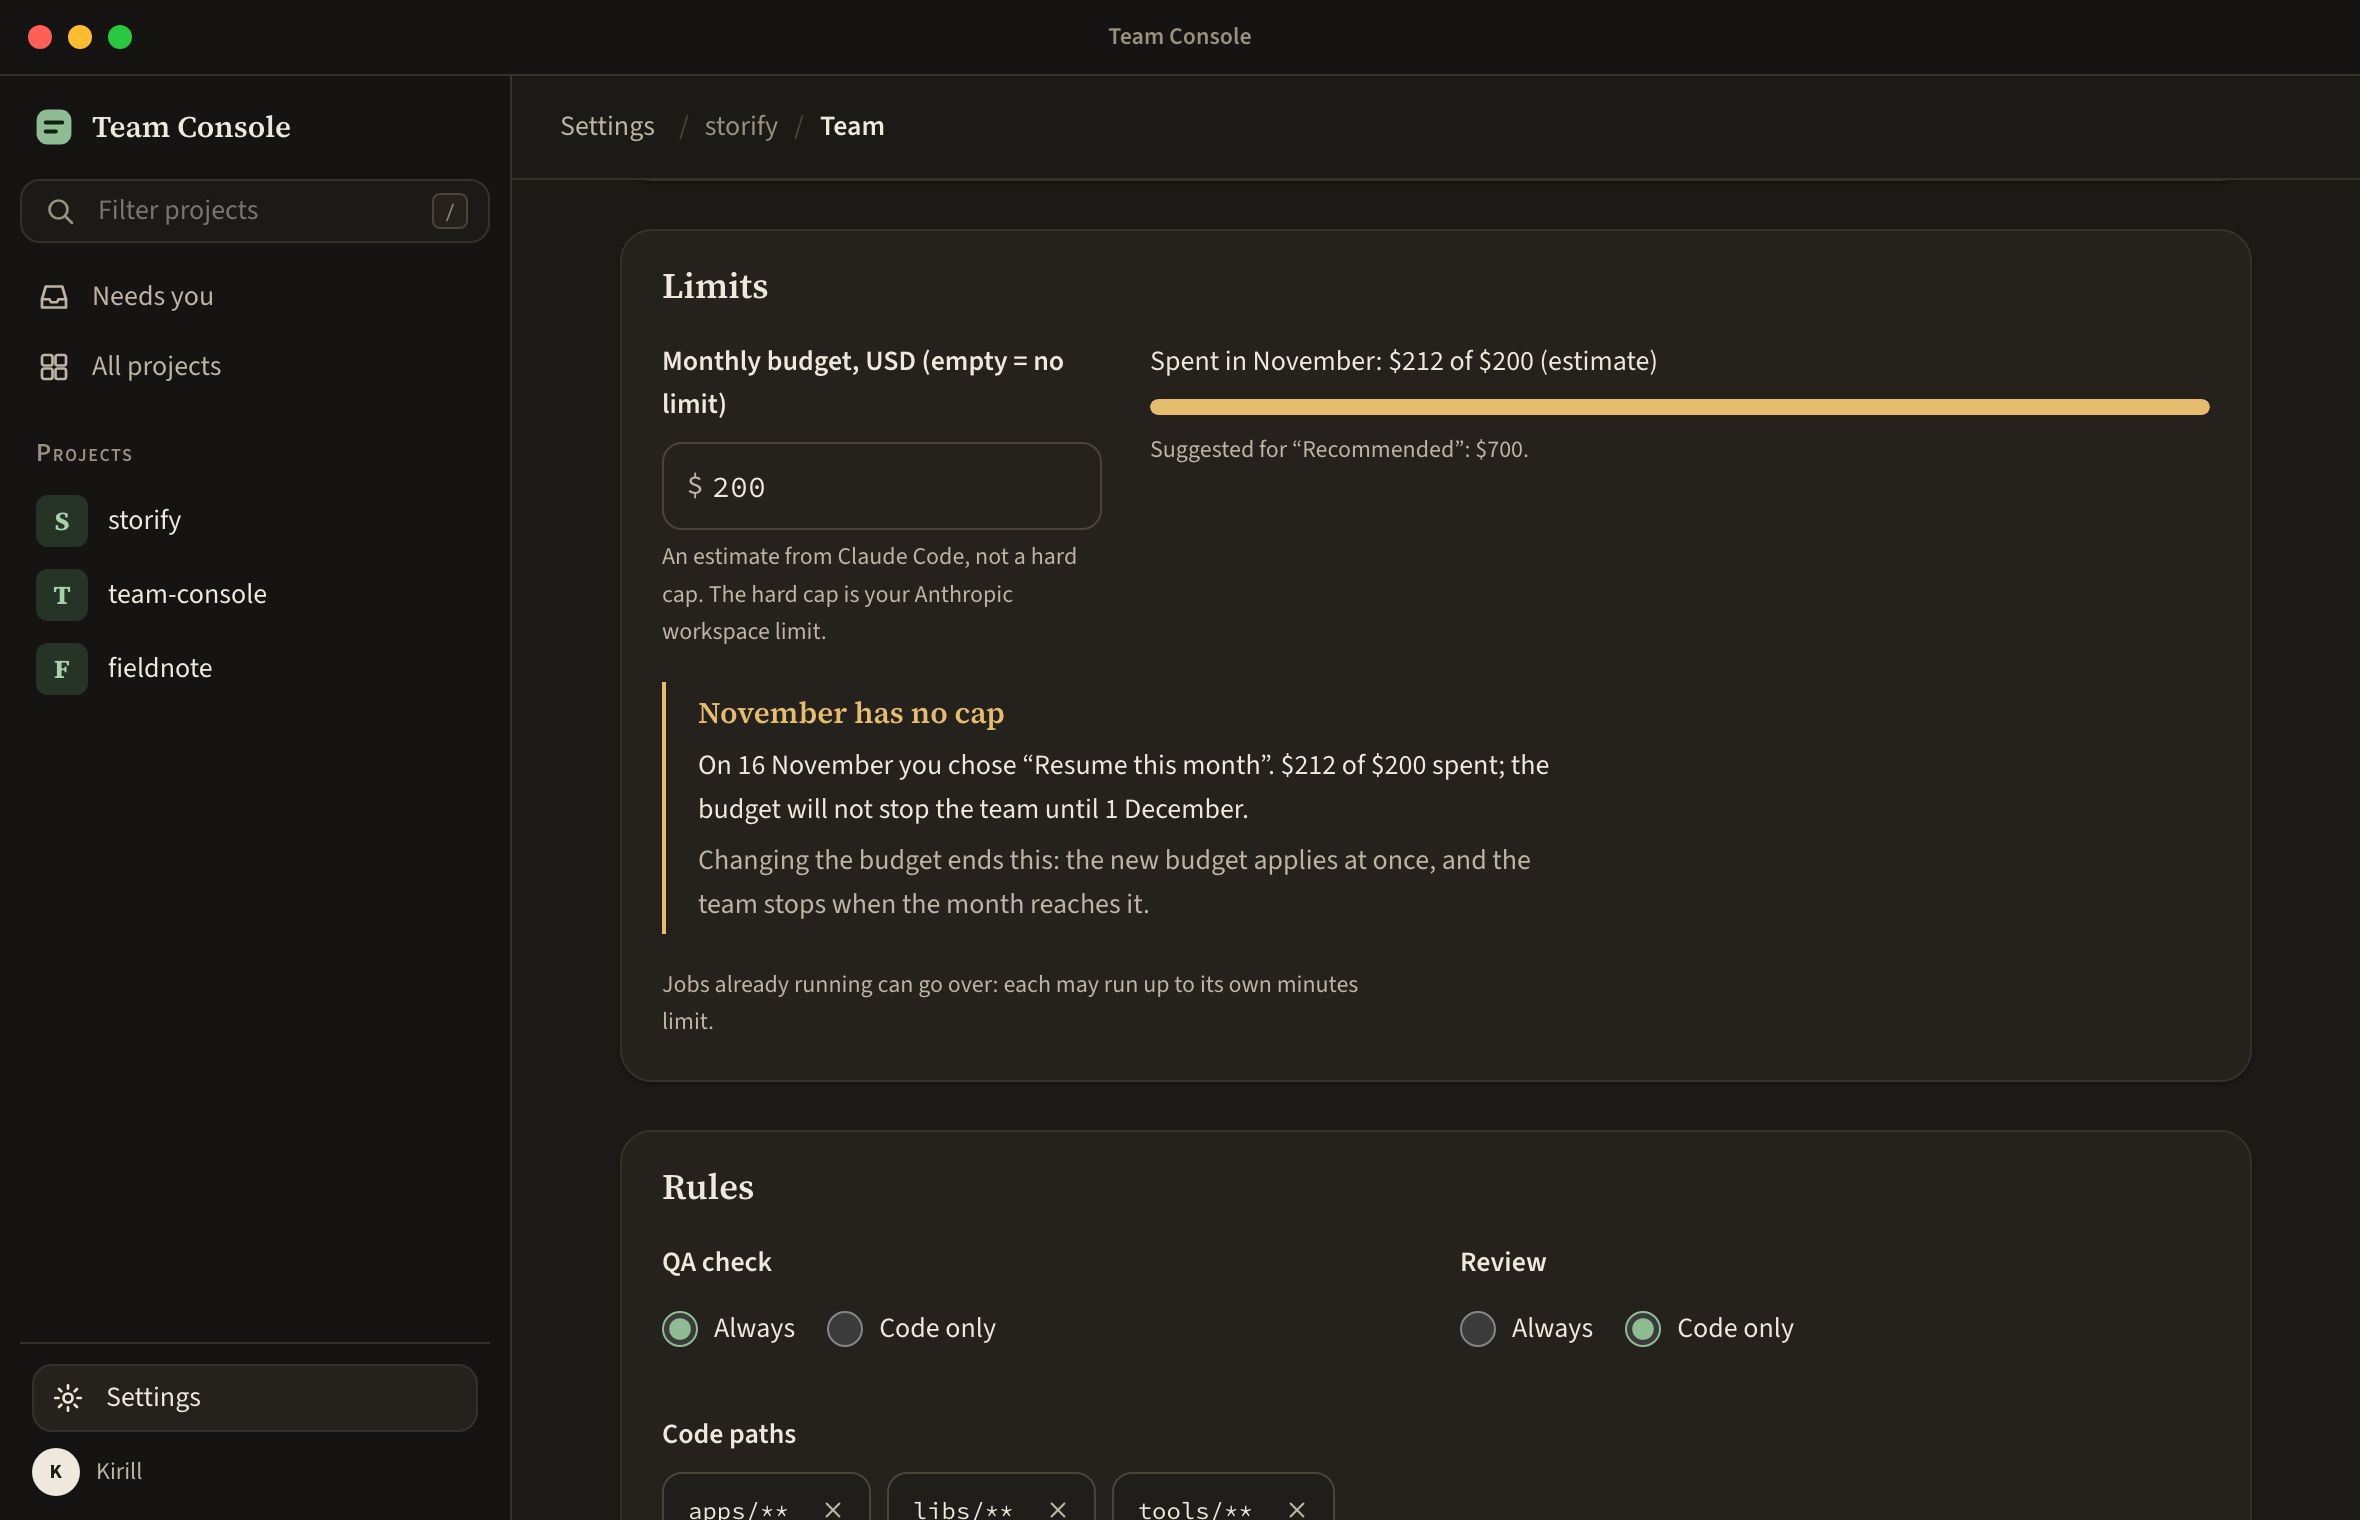 Team Console
Team Console
Filter projects /
Needs you
All projects
Projects
S storify
T team-console
F fieldnote
Settings
K Kirill
Settings / storify / Team
Limits
Monthly budget, USD (empty = no
limit)
$ 200
An estimate from Claude Code, not a hard
cap. The hard cap is your Anthropic
workspace limit.
Spent in November: $212 of $200 (estimate)
Suggested for “Recommended”: $700.
November has no cap
On 16 November you chose “Resume this month”. $212 of $200 spent; the
budget will not stop the team until 1 December.
Changing the budget ends this: the new budget applies at once, and the
team stops when the month reaches it.
Jobs already running can go over: each may run up to its own minutes
limit.
Rules
QA check
Always Code only
Review
Always Code only
Code paths
apps/** libs/** tools/**